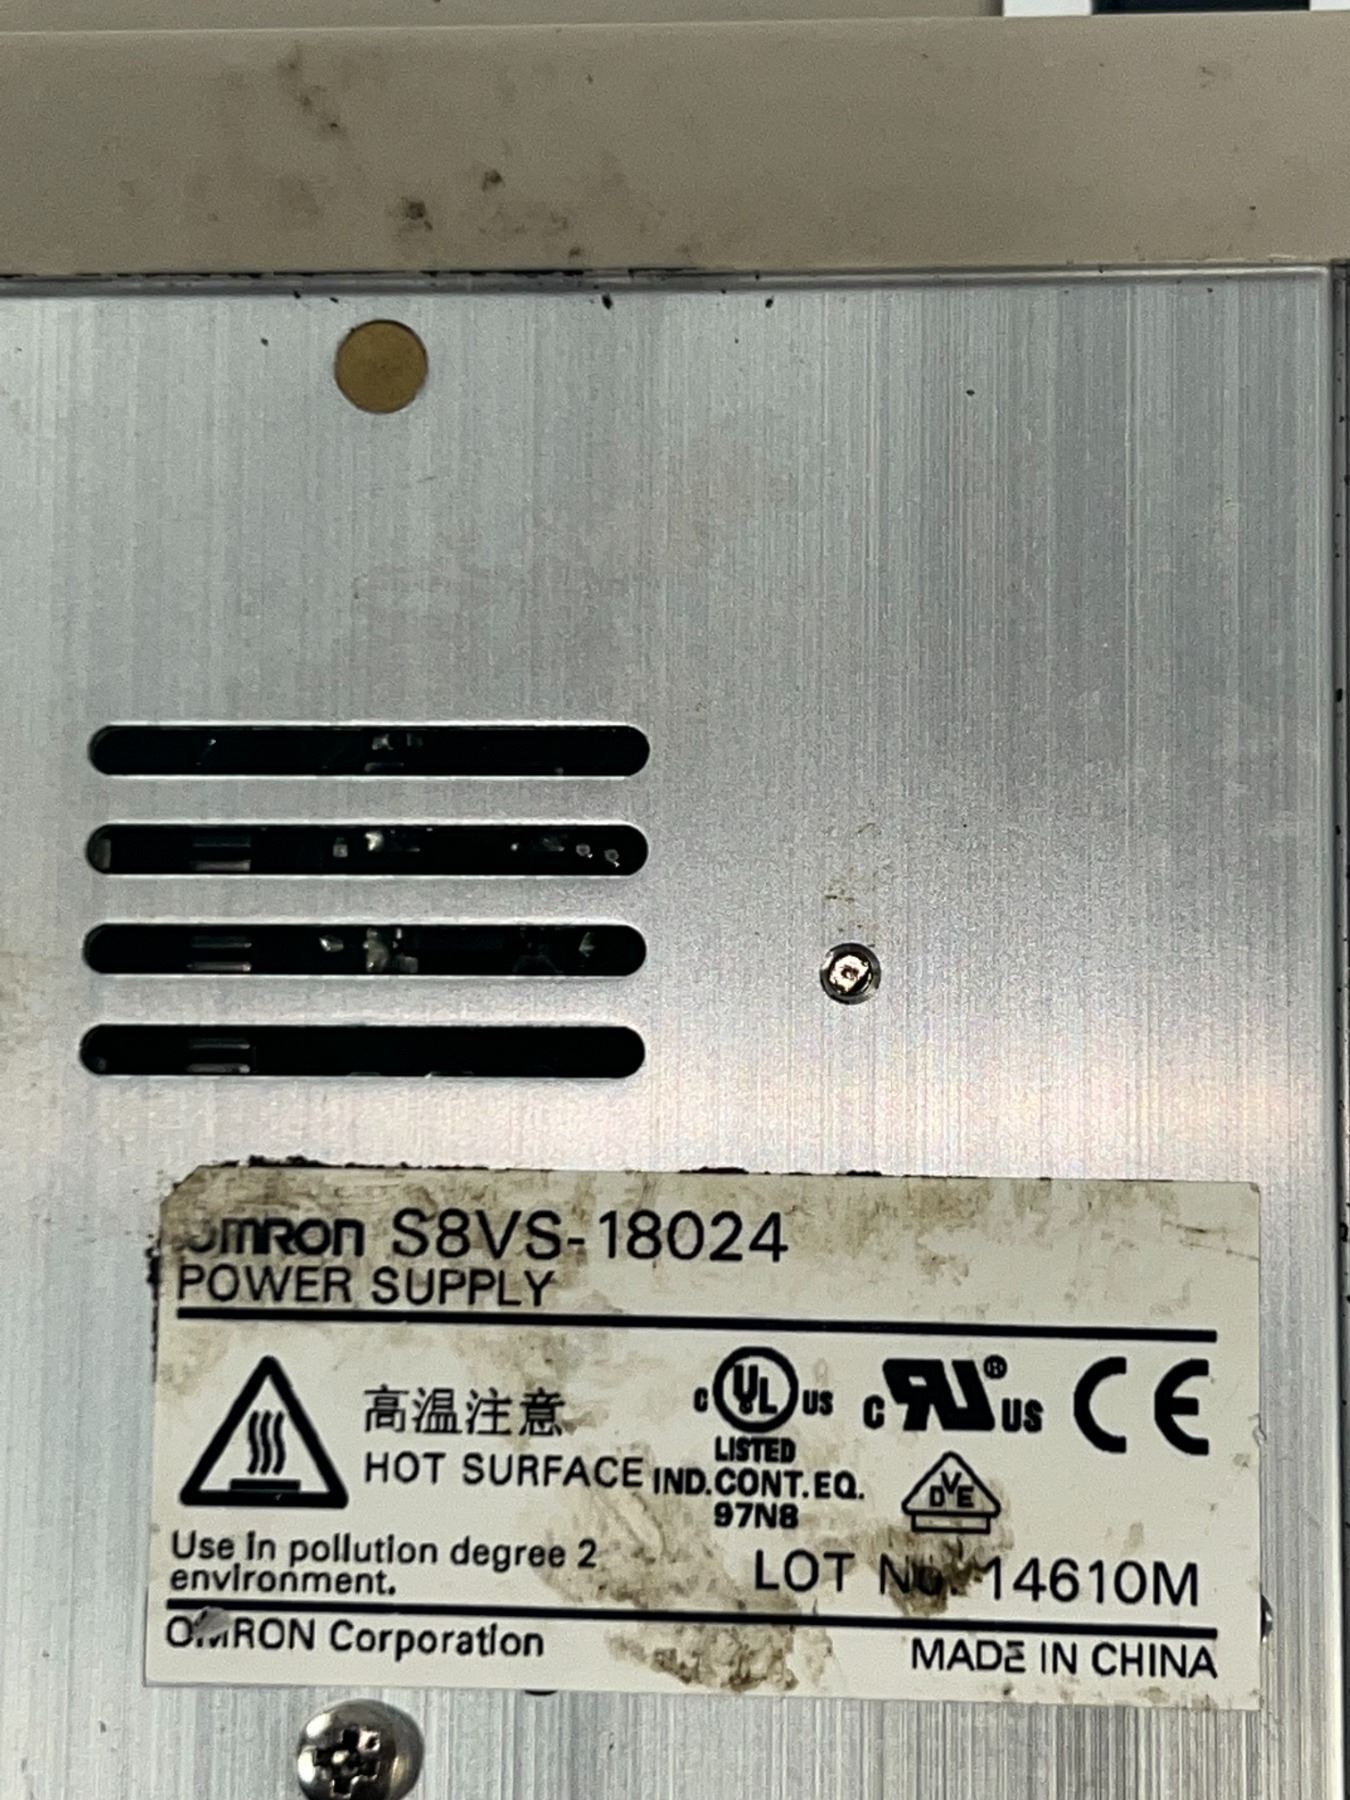 omron S8VS-18024
POWER SUPPLY
高温注意
HOT SURFACE
C UL US
LISTED
IND.CONT.EQ.
97N8
C RU® US
CE
DVE
Use in pollution degree 2
environment.
LOT No. 14610M
OMRON Corporation
MADE IN CHINA